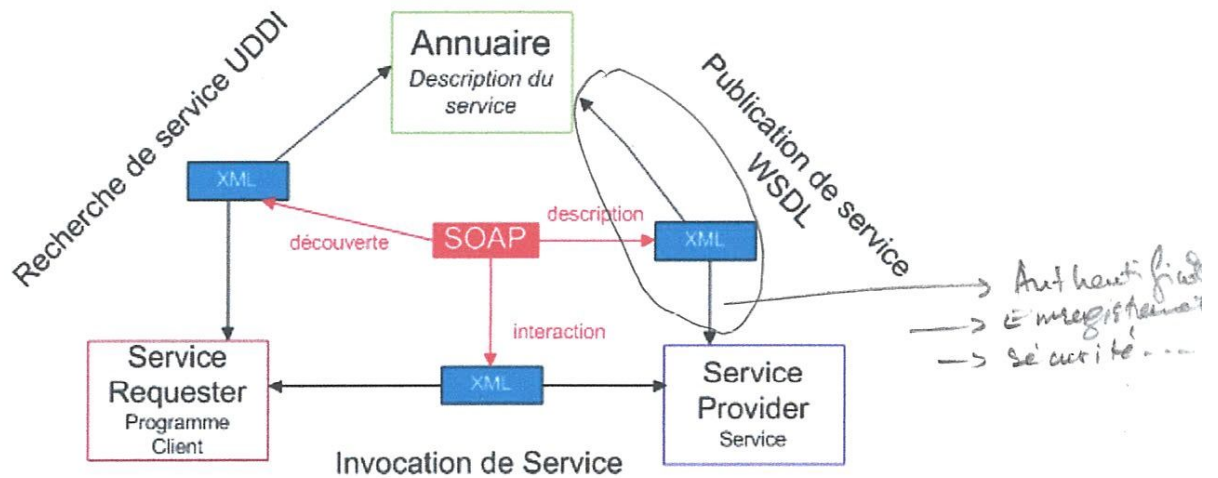 Annuaire
Description du
service
Recherche de service UDDI
Publication de service
WSDL
XML
description
SOAP
XML
découverte
interaction
Service
Requester
Programme
Client
XML
Service
Provider
Service
Invocation de Service
Enregistrement
Sécurité....